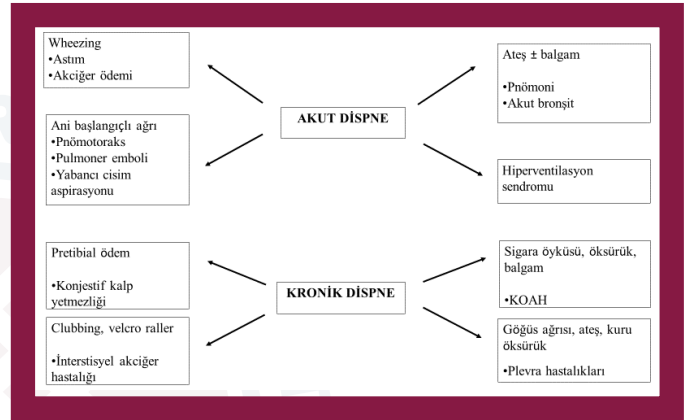 Wheezing
•Astım
•Akciğer ödemi
Ani başlangıçlı ağrı
•Pnömotoraks
•Pulmoner emboli
•Yabancı cisim
aspirasyonu
AKUT DİSPNE
Ateş ± balgam
•Pnömoni
•Akut bronşit
Hiperventilasyon
sendromu
Pretibial ödem
•Konjestif kalp
yetmezliği
Clubbing, velcro raller
•İnterstisyel akciğer
hastalığı
KRONİK DİSPNE
Sigara öyküsü, öksürük,
balgam
•KOAH
Göğüs ağrısı, ateş, kuru
öksürük
•Plevra hastalıkları